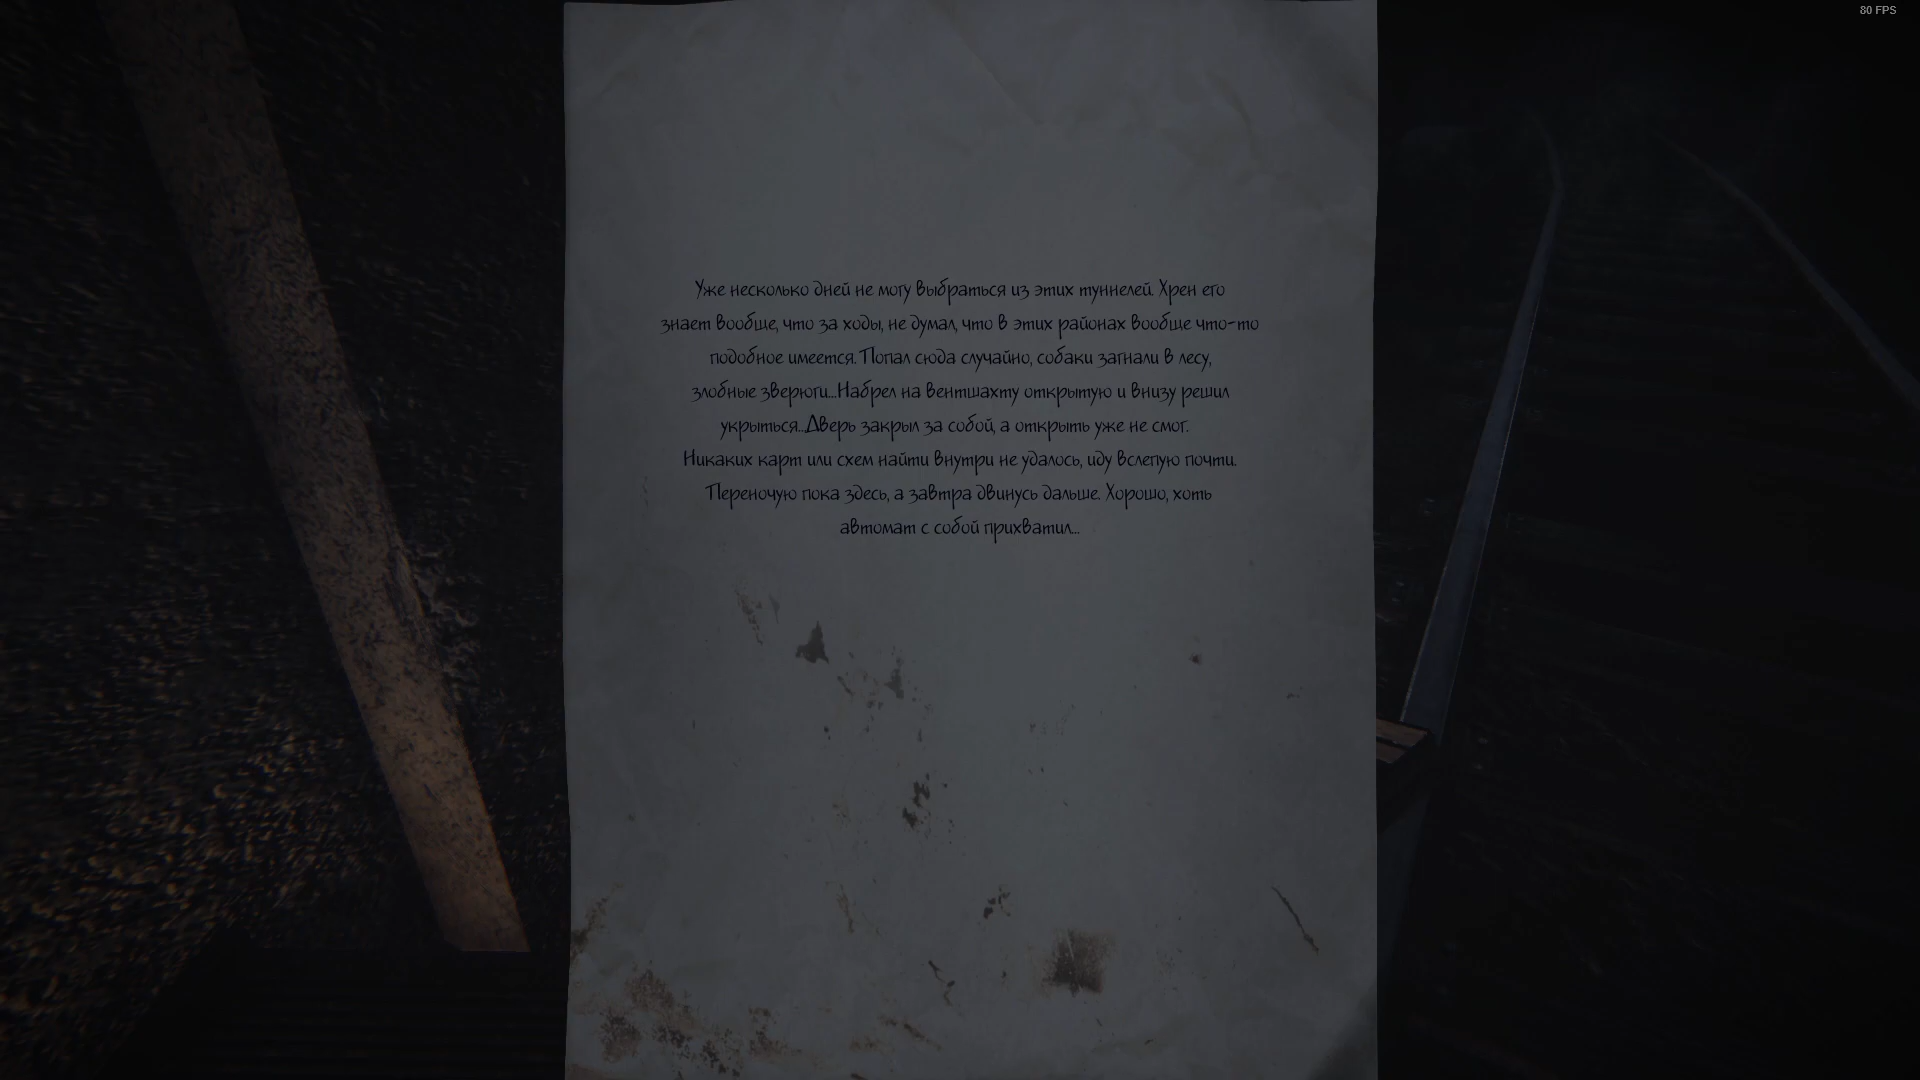 80 FPS
Уже несколько дней не могу выбраться из этих туннелей. Хрен его
знает вообще, что за ходы, не думал, что в этих районах вообще что-то
подобное имеется. Попал сюда случайно, собаки загнали в лесу,
злобные зверюги...Набрел на вентшахту открытую и внизу решил
укрыться...Дверь закрыл за собой, а открыть уже не смог.
Никаких карт или схем найти внутри не удалось, иду вслепую почти.
Переночую пока здесь, а завтра двинусь дальше. Хорошо, хоть
автомат с собой прихватил...